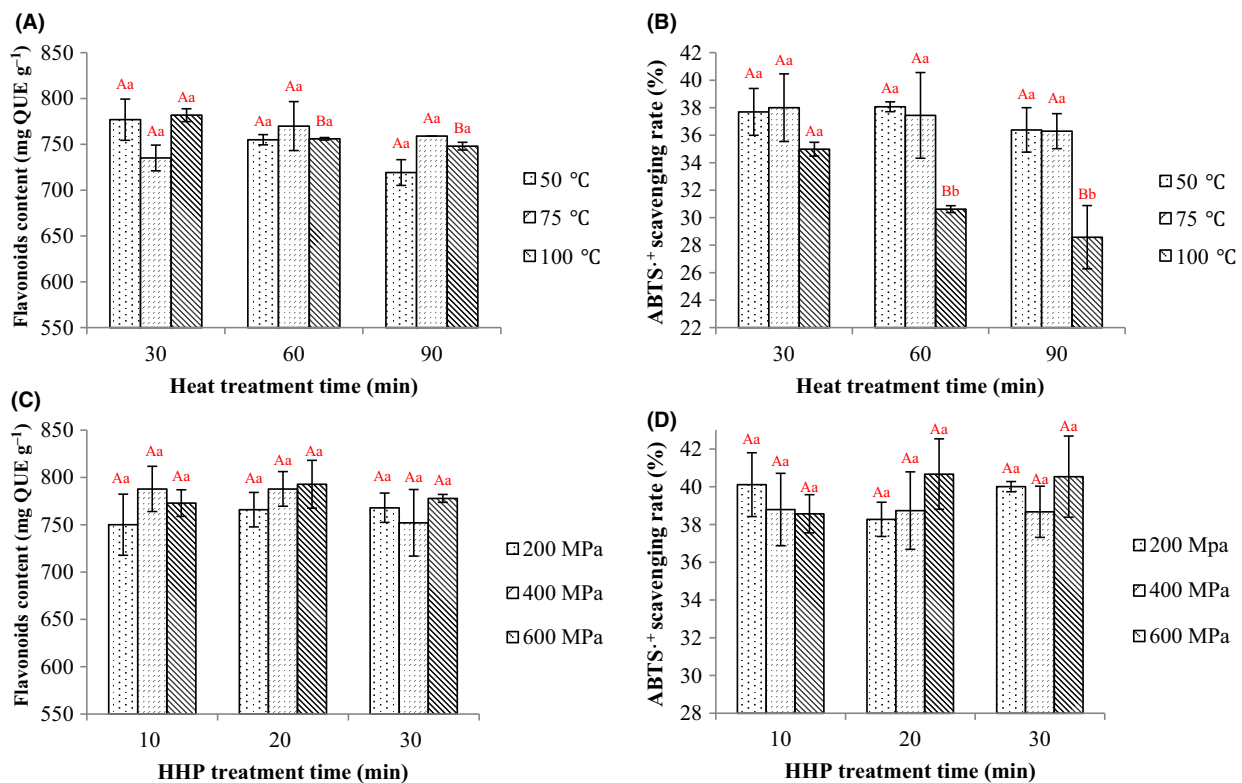 (A)
Flavonoids content (mg QUE g⁻¹)
850
800
750
700
650
600
550
Aa
Aa
Aa
Aa
Aa
Ba
Aa
Aa
Ba
30
60
90
Heat treatment time (min)
50 ℃
75 ℃
100 ℃
(B)
ABTS·⁺ scavenging rate (%)
42
40
38
36
34
32
30
28
26
24
22
Aa
Aa
Aa
Aa
Aa
Bb
Aa
Aa
Bb
30
60
90
Heat treatment time (min)
50 ℃
75 ℃
100 ℃
(C)
Flavonoids content (mg QUE g⁻¹)
850
800
750
700
650
600
550
Aa
Aa
Aa
Aa
Aa
Aa
Aa
Aa
Aa
10
20
30
HHP treatment time (min)
200 MPa
400 MPa
600 MPa
(D)
ABTS·⁺ scavenging rate (%)
42
40
38
36
34
32
30
28
Aa
Aa
Aa
Aa
Aa
Aa
Aa
Aa
Aa
10
20
30
HHP treatment time (min)
200 Mpa
400 MPa
600 MPa